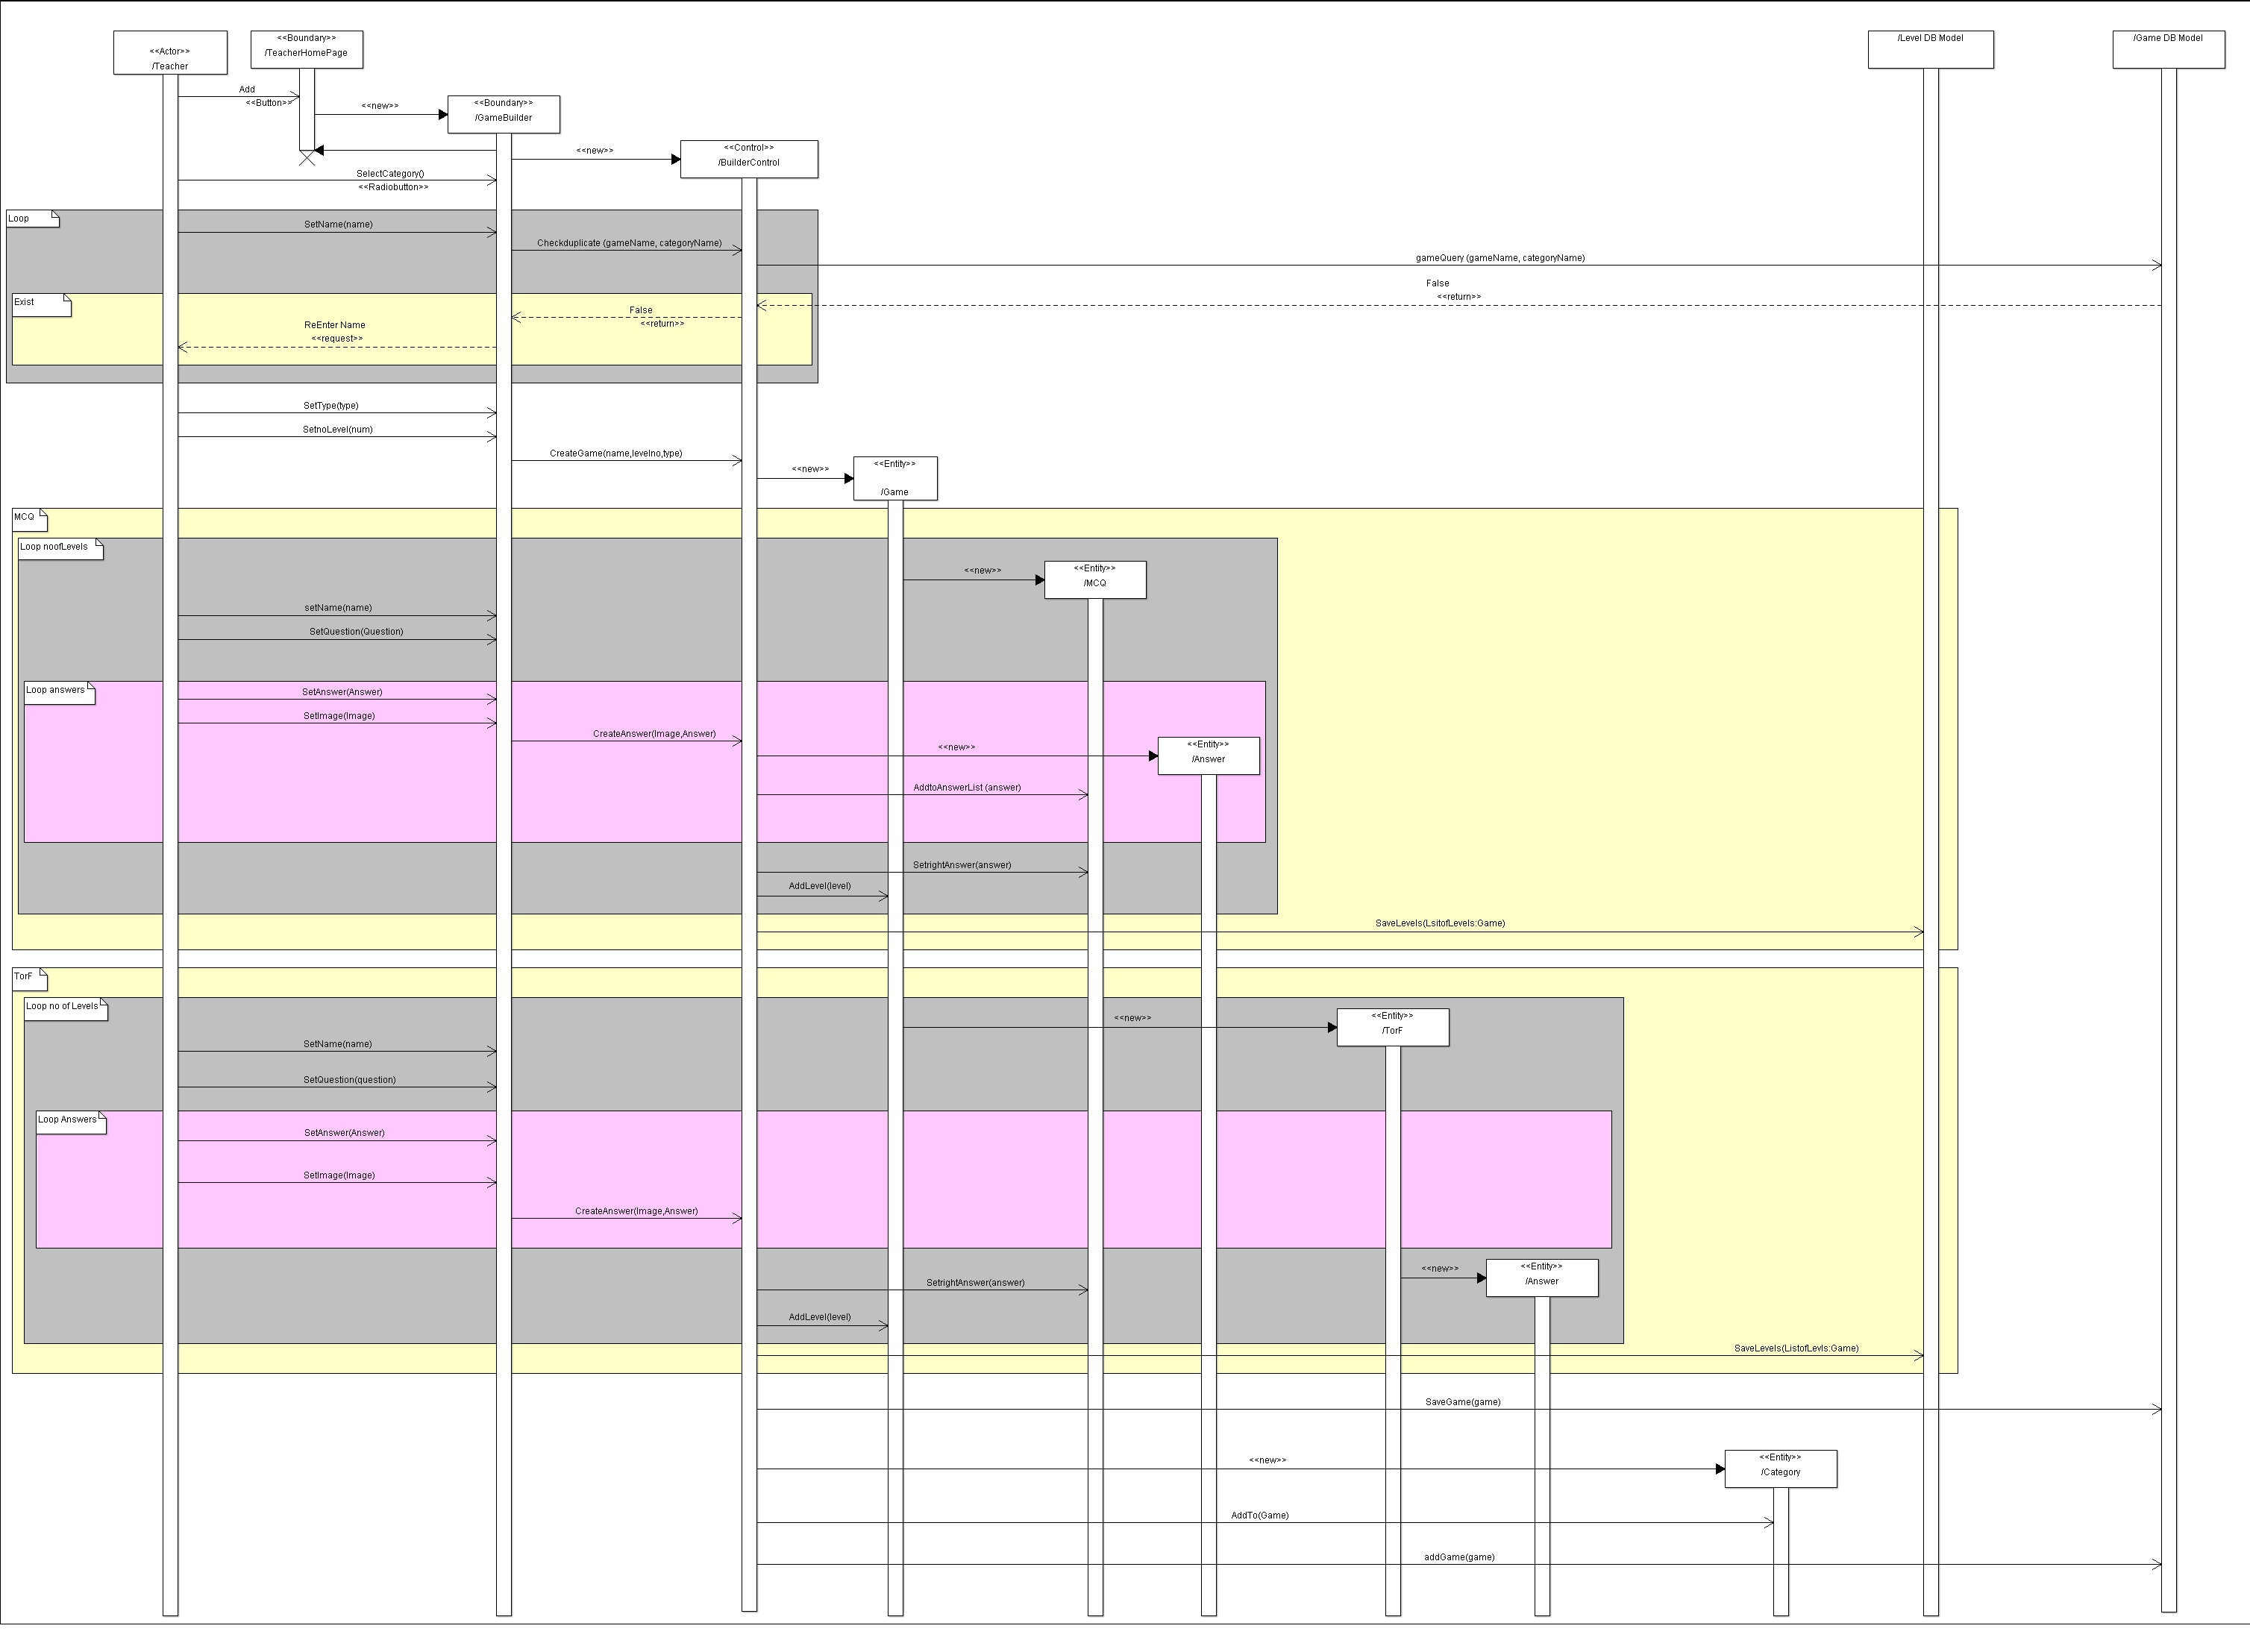 <<Actor>>
/Teacher
<<Boundary>>
/TeacherHomePage
/Level DB Model
/Game DB Model
Add
<<Button>>
<<new>>
<<Boundary>>
/GameBuilder
<<new>>
<<Control>>
/BuilderControl
SelectCategory()
<<Radiobutton>>
Loop
SetName(name)
Checkduplicate (gameName, categoryName)
gameQuery (gameName, categoryName)
Exist
False
<<return>>
False
<<return>>
ReEnter Name
<<request>>
SetType(type)
SetnoLevel(num)
CreateGame(name,levelno,type)
<<new>>
<<Entity>>
/Game
MCQ
Loop noofLevels
<<new>>
<<Entity>>
/MCQ
setName(name)
SetQuestion(Question)
Loop answers
SetAnswer(Answer)
SetImage(Image)
CreateAnswer(Image,Answer)
<<new>>
<<Entity>>
/Answer
AddtoAnswerList (answer)
SetrightAnswer(answer)
AddLevel(level)
SaveLevels(LsitofLevels:Game)
TorF
Loop no of Levels
<<new>>
<<Entity>>
/TorF
SetName(name)
SetQuestion(question)
Loop Answers
SetAnswer(Answer)
SetImage(Image)
CreateAnswer(Image,Answer)
<<new>>
<<Entity>>
/Answer
SetrightAnswer(answer)
AddLevel(level)
SaveLevels(ListofLevls:Game)
SaveGame(game)
<<new>>
<<Entity>>
/Category
AddTo(Game)
addGame(game)